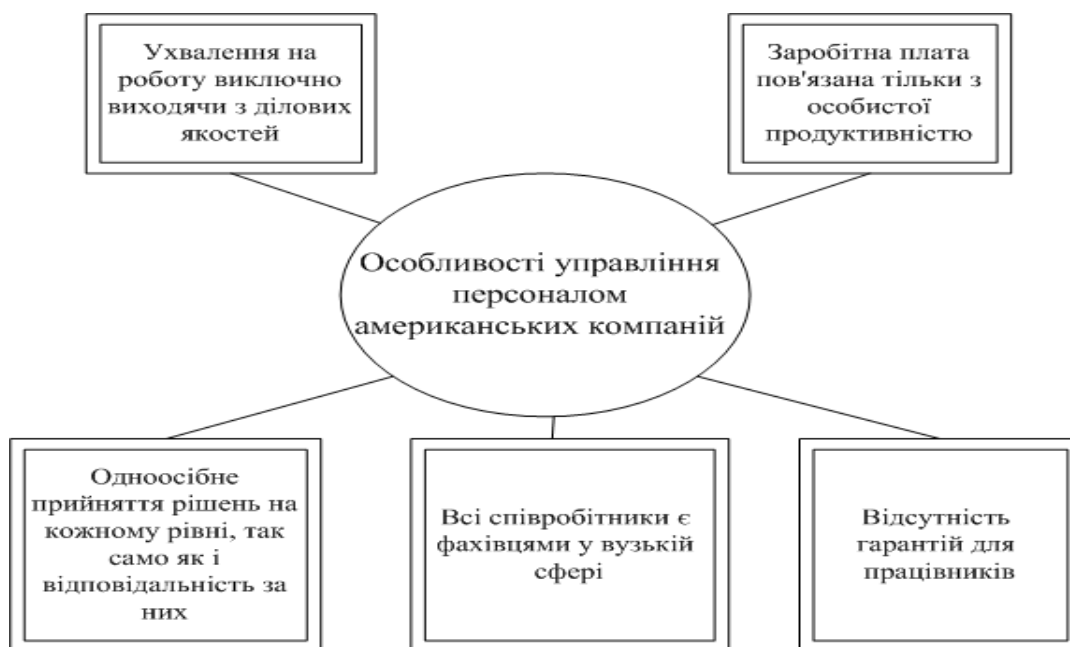 Ухвалення на
роботу виключно
виходячи з ділових
якостей
Заробітна плата
пов'язана тільки з
особистої
продуктивністю
Особливості управління
персоналом
американських компаній
Одноосібне
прийняття рішень на
кожному рівні, так
само як і
відповідальність за
них
Всі співробітники є
фахівцями у вузькій
сфері
Відсутність
гарантій для
працівників